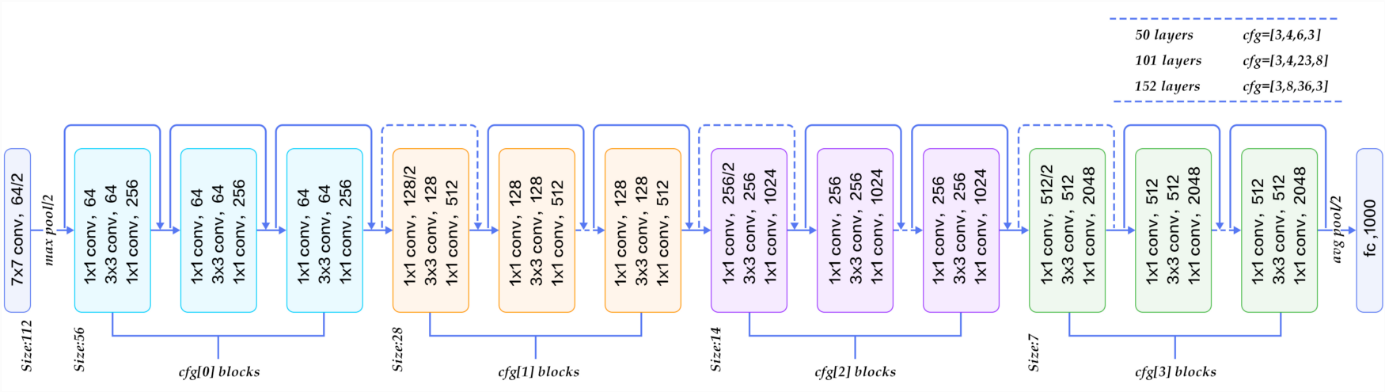 50 layers cfg=[3,4,6,3]
101 layers cfg=[3,4,23,8]
152 layers cfg=[3,8,36,3]
7x7 conv, 64/2
max pool/2
1x1 conv, 64
3x3 conv, 64
1x1 conv, 256
1x1 conv, 64
3x3 conv, 64
1x1 conv, 256
1x1 conv, 64
3x3 conv, 64
1x1 conv, 256
1x1 conv, 128/2
3x3 conv, 128
1x1 conv, 512
1x1 conv, 128
3x3 conv, 128
1x1 conv, 512
1x1 conv, 128
3x3 conv, 128
1x1 conv, 512
1x1 conv, 256/2
3x3 conv, 256
1x1 conv, 1024
1x1 conv, 256
3x3 conv, 256
1x1 conv, 1024
1x1 conv, 256
3x3 conv, 256
1x1 conv, 1024
1x1 conv, 512/2
3x3 conv, 512
1x1 conv, 2048
1x1 conv, 512
3x3 conv, 512
1x1 conv, 2048
1x1 conv, 512
3x3 conv, 512
1x1 conv, 2048
avg pool/2
fc ,1000
Size:112
Size:56
cfg[0] blocks
Size:28
cfg[1] blocks
Size:14
cfg[2] blocks
Size:7
cfg[3] blocks